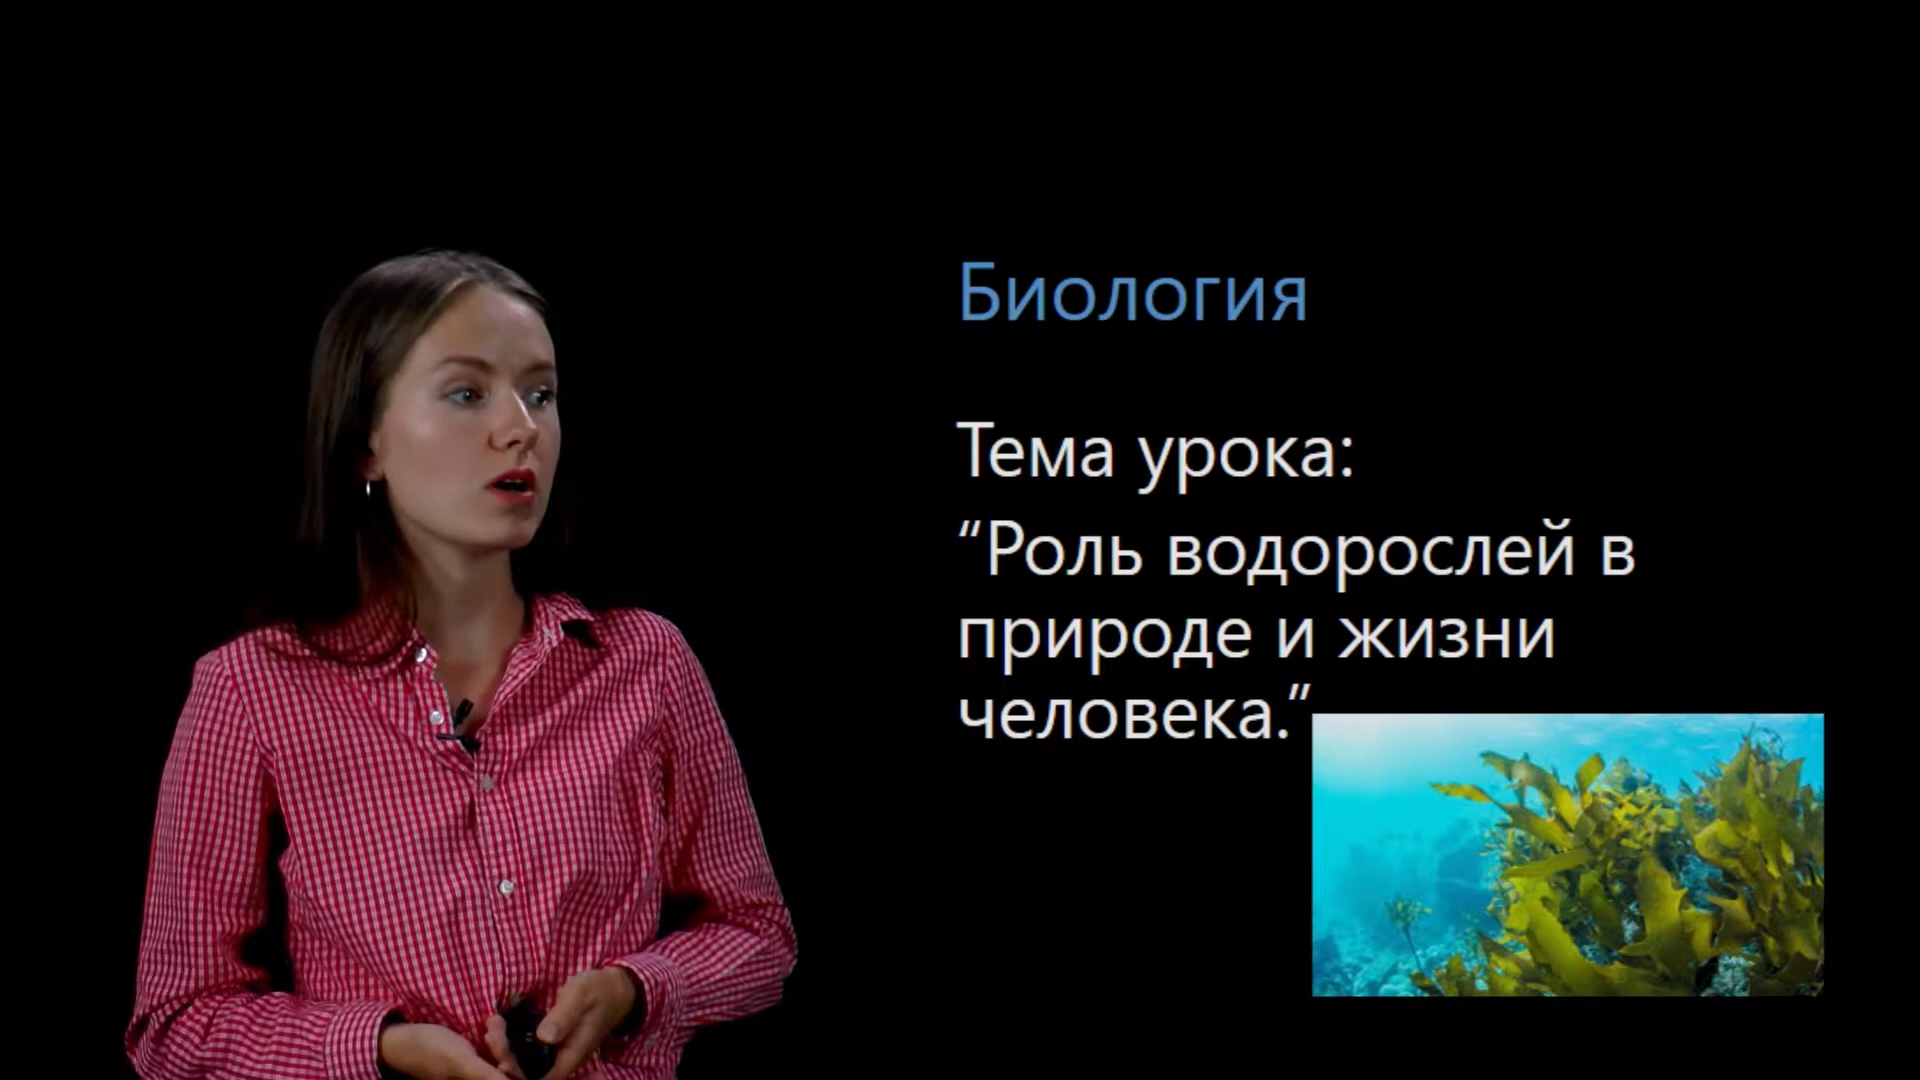 Биология
Тема урока:
“Роль водорослей в
природе и жизни
человека.”